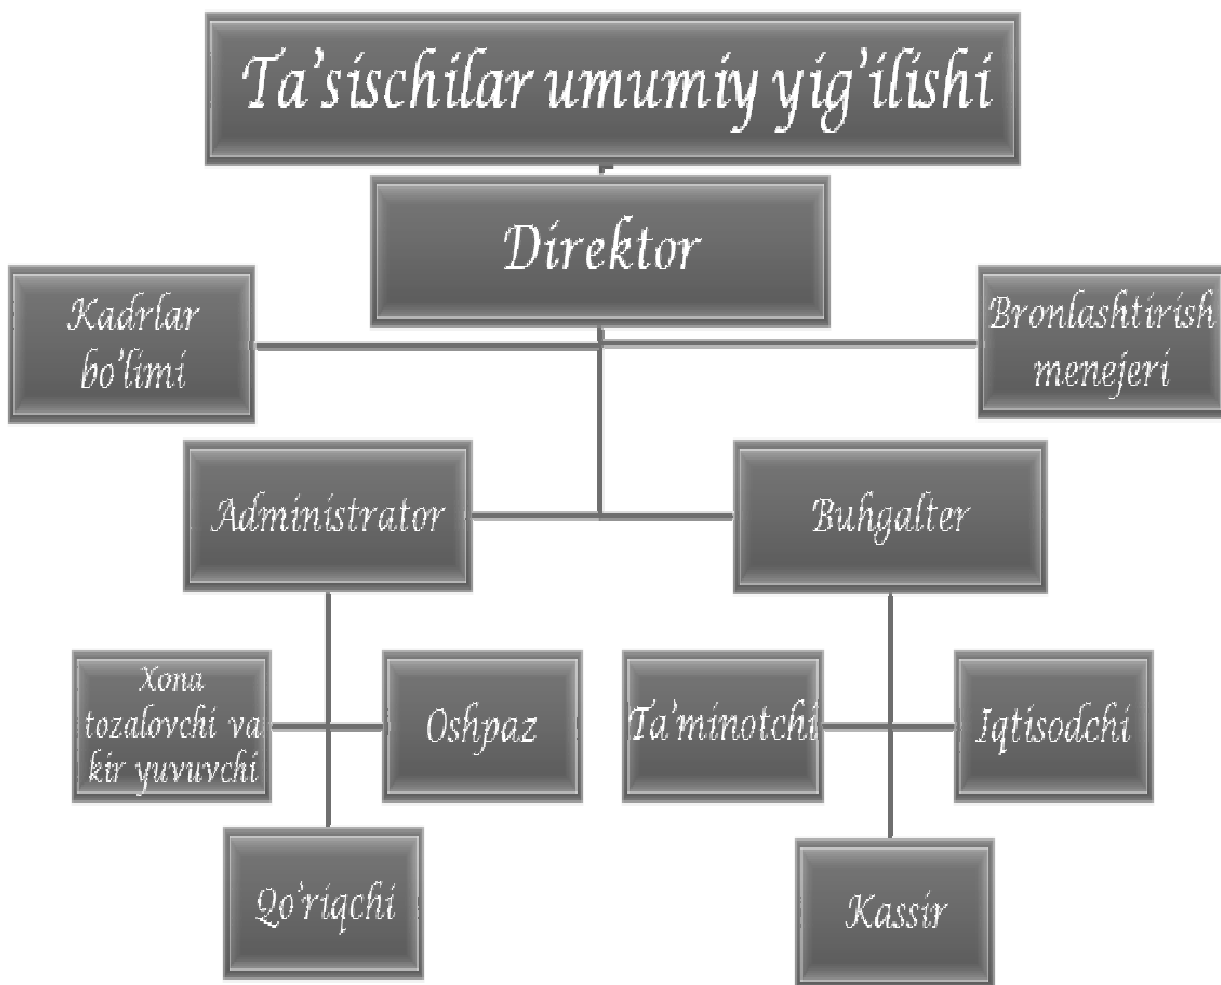 Ta'sischilar umumiy yig'ilishi
Direktor
Kadrlar
bo'limi
Bronlashtirish
menejeri
Administrator
Buhgalter
Xona
tozalovchi va
kir yuvuvchi
Oshpaz
Ta'minotchi
Iqtisodchi
Qo'riqchi
Kassir